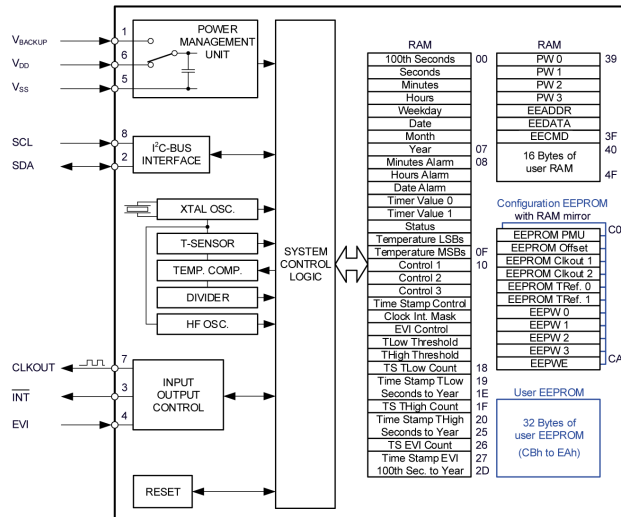 1
POWER
MANAGEMENT
UNIT
VBACKUP
6
VDD
5
VSS
8
SCL
2
SDA
I2C-BUS
INTERFACE
XTAL OSC.
T-SENSOR
TEMP. COMP.
DIVIDER
HF OSC.
7
CLKOUT
3
INT
4
EVI
INPUT
OUTPUT
CONTROL
RESET
SYSTEM
CONTROL
LOGIC
RAM
100th Seconds 00
Seconds
Minutes
Hours
Weekday
Date
Month
Year 07
Minutes Alarm 08
Hours Alarm
Date Alarm
Timer Value 0
Timer Value 1
Status
Temperature LSBs
Temperature MSBs 0F
Control 1 10
Control 2
Control 3
Time Stamp Control
Clock Int. Mask
EVI Control
TLow Threshold
THigh Threshold
TS TLow Count 18
Time Stamp TLow 19
Seconds to Year 1E
TS THigh Count 1F
Time Stamp THigh 20
Seconds to Year 25
TS EVI Count 26
Time Stamp EVI 27
100th Sec. to Year 2D
RAM
PW 0 39
PW 1
PW 2
PW 3
EEADDR
EEDATA
EECMD 3F
40
16 Bytes of
user RAM
4F
Configuration EEPROM
with RAM mirror
C0
EEPROM PMU
EEPROM Offset
EEPROM Clkout 1
EEPROM Clkout 2
EEPROM TRef. 0
EEPROM TRef. 1
EEPW 0
EEPW 1
EEPW 2
EEPW 3
EEPWE CA
User EEPROM
32 Bytes of
user EEPROM
(CBh to EAh)